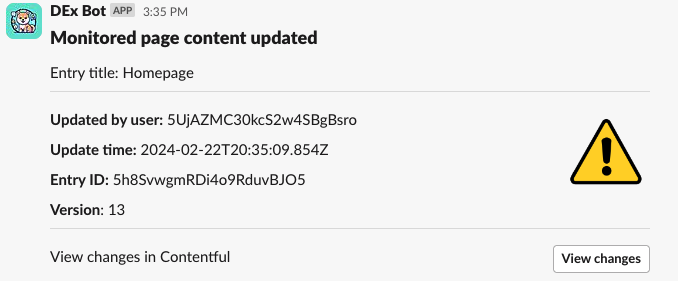 DEx Bot APP 3:35 PM
Monitored page content updated
Entry title: Homepage
Updated by user: 5UjAZMC30kcS2w4SBgBsro
Update time: 2024-02-22T20:35:09.854Z
Entry ID: 5h8SvwgmRDi4o9RduvBJO5
Version: 13
View changes in Contentful
View changes